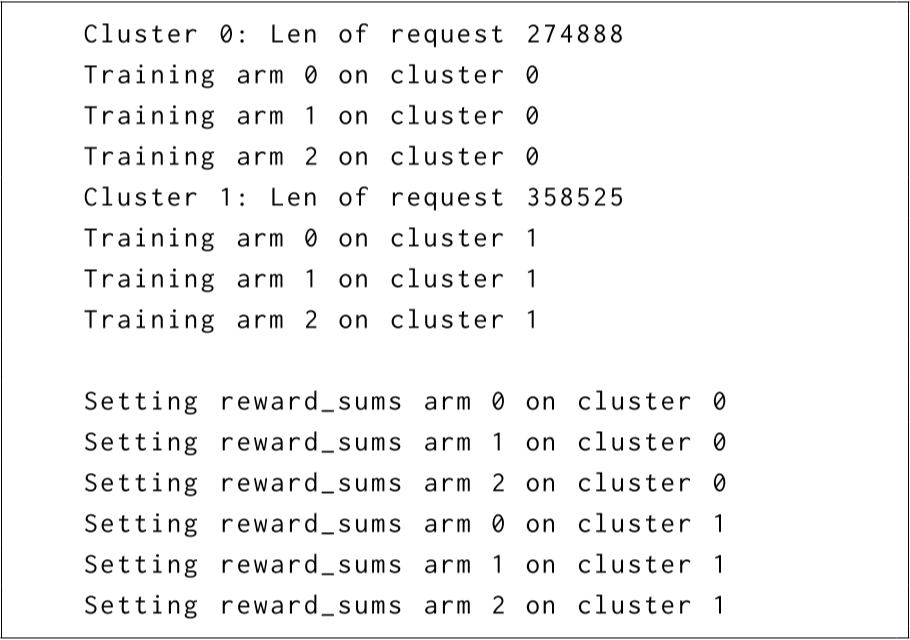 Cluster 0: Len of request 274888
Training arm 0 on cluster 0
Training arm 1 on cluster 0
Training arm 2 on cluster 0
Cluster 1: Len of request 358525
Training arm 0 on cluster 1
Training arm 1 on cluster 1
Training arm 2 on cluster 1

Setting reward_sums arm 0 on cluster 0
Setting reward_sums arm 1 on cluster 0
Setting reward_sums arm 2 on cluster 0
Setting reward_sums arm 0 on cluster 1
Setting reward_sums arm 1 on cluster 1
Setting reward_sums arm 2 on cluster 1